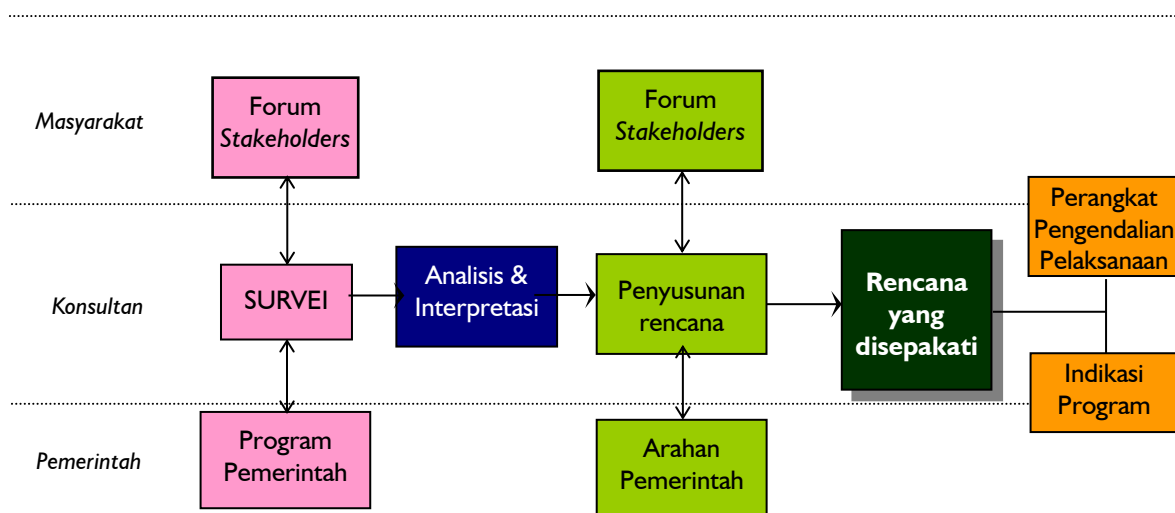 Masyarakat
Forum
Stakeholders
Forum
Stakeholders
Konsultan
SURVEI
Analisis &
Interpretasi
Penyusunan
rencana
Rencana
yang
disepakati
Perangkat
Pengendalian
Pelaksanaan
Indikasi
Program
Pemerintah
Program
Pemerintah
Arahan
Pemerintah